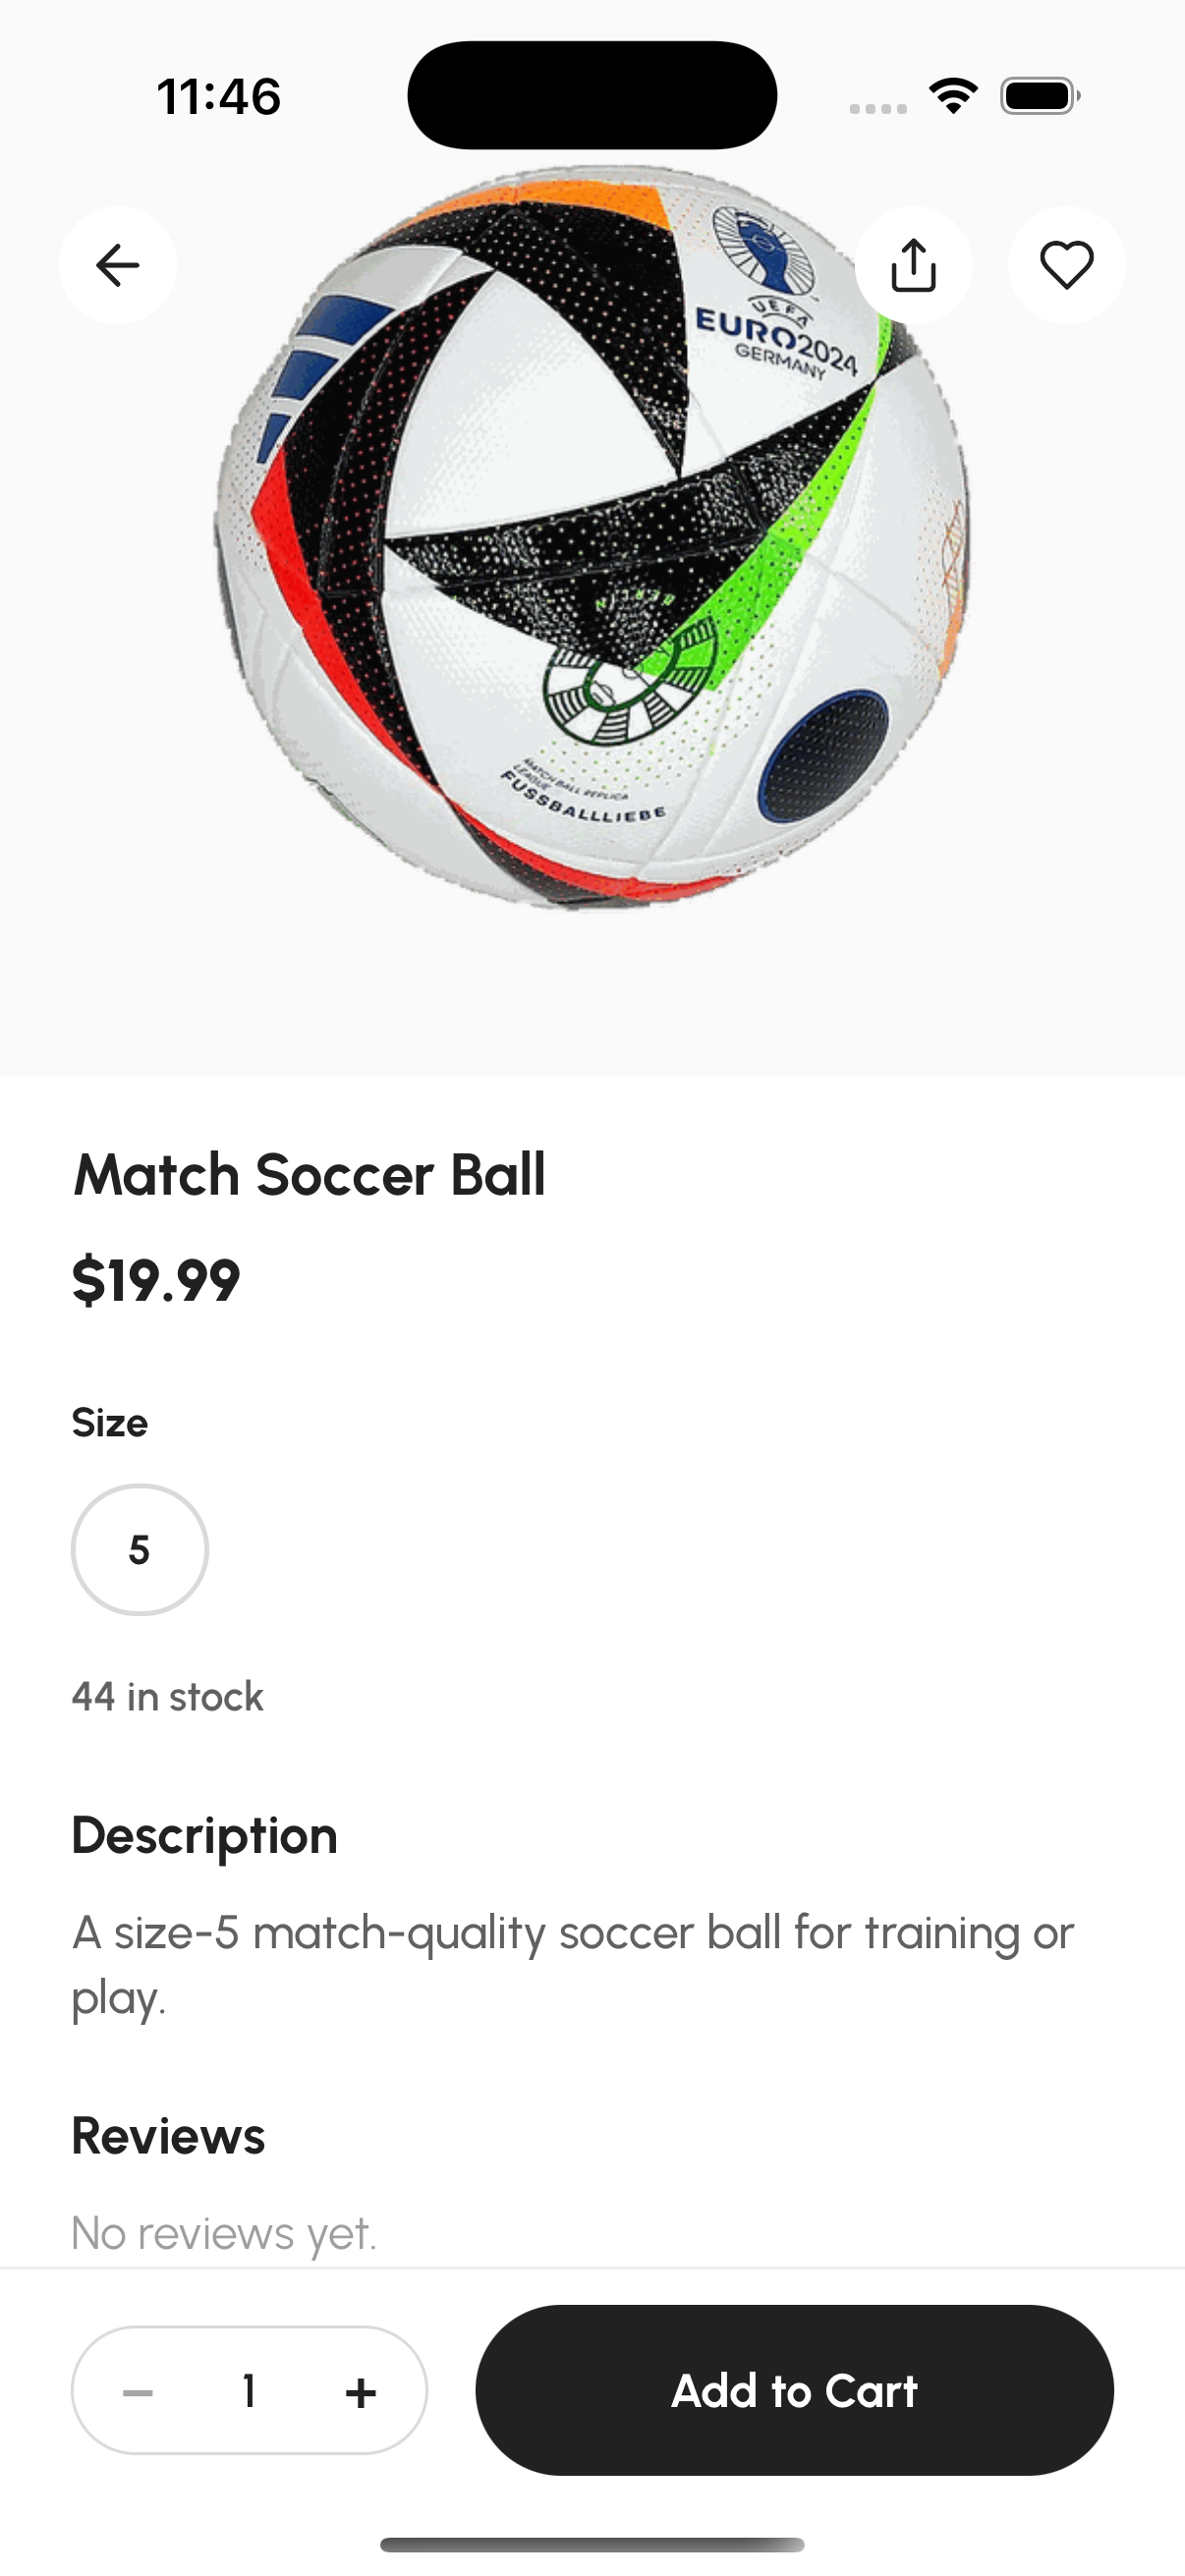 11:46
UEFA
EURO2024
GERMANY
BERLIN
MATCH BALL REPLICA
LEAGUE
FUSSBALLLIEBE
Match Soccer Ball
$19.99
Size
5
44 in stock
Description
A size-5 match-quality soccer ball for training or
play.
Reviews
No reviews yet.
− 1 +
Add to Cart